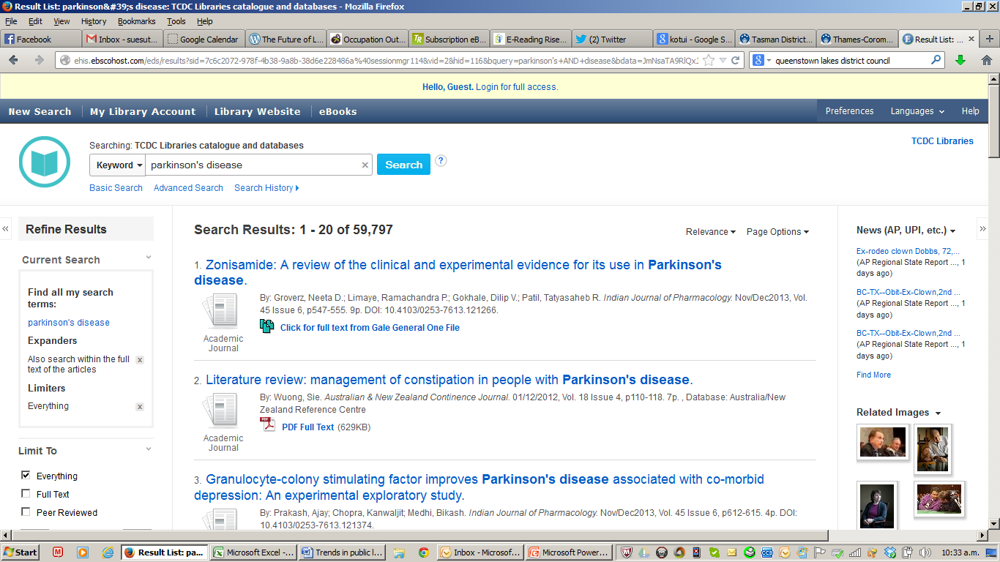 Result List: parkinson&#39;s disease: TCDC Libraries catalogue and databases - Mozilla Firefox
File Edit View History Bookmarks Tools Help
Facebook
Inbox - suesut...
Google Calendar
The Future of L...
Occupation Out...
Subscription eB...
E-Reading Rise...
(2) Twitter
kotui - Google S...
Tasman District...
Thames-Corom...
Result List: ...
ehis.ebscohost.com/eds/results?sid=7c6c2072-978f-4b38-9a8b-38d6e228486a%40sessionmgr114&vid=2&hid=116&bquery=parkinson's+AND+disease&bdata=JmNsaTA9RlQx
queenstown lakes district council
Hello, Guest. Login for full access.
New Search My Library Account Library Website eBooks
Preferences Languages Help
Searching: TCDC Libraries catalogue and databases
TCDC Libraries
Keyword parkinson's disease x Search ?
Basic Search Advanced Search Search History
Refine Results
Current Search
Find all my search
terms:
parkinson's disease
Expanders
Also search within the full
text of the articles
x
Limiters
Everything x
Limit To
Everything
Full Text
Peer Reviewed
Search Results: 1 - 20 of 59,797
Relevance Page Options
1. Zonisamide: A review of the clinical and experimental evidence for its use in Parkinson's
disease.
Academic
Journal
By: Groverz, Neeta D.; Limaye, Ramachandra P.; Gokhale, Dilip V.; Patil, Tatyasaheb R. Indian Journal of Pharmacology. Nov/Dec2013, Vol.
45 Issue 6, p547-555. 9p. DOI: 10.4103/0253-7613.121266.
Click for full text from Gale General One File
2. Literature review: management of constipation in people with Parkinson's disease.
Academic
Journal
By: Wuong, Sie. Australian & New Zealand Continence Journal. 01/12/2012, Vol. 18 Issue 4, p110-118. 7p. , Database: Australia/New
Zealand Reference Centre
PDF Full Text (629KB)
3. Granulocyte-colony stimulating factor improves Parkinson's disease associated with co-morbid
depression: An experimental exploratory study.
By: Prakash, Ajay; Chopra, Kanwaljit; Medhi, Bikash. Indian Journal of Pharmacology. Nov/Dec2013, Vol. 45 Issue 6, p612-615. 4p. DOI:
10.4103/0253-7613.121374.
News (AP, UPI, etc.)
Ex-rodeo clown Dobbs, 72,...
(AP Regional State Report ..., 1
days ago)
BC-TX--Obit-Ex-Clown,2nd ...
(AP Regional State Report ..., 1
days ago)
BC-TX--Obit-Ex-Clown,2nd ...
(AP Regional State Report ..., 1
days ago)
Find More
Related Images
Start
Result List: pa...
Microsoft Excel -...
Trends in public l...
Inbox - Microsof...
Microsoft Power...
10:33 a.m.